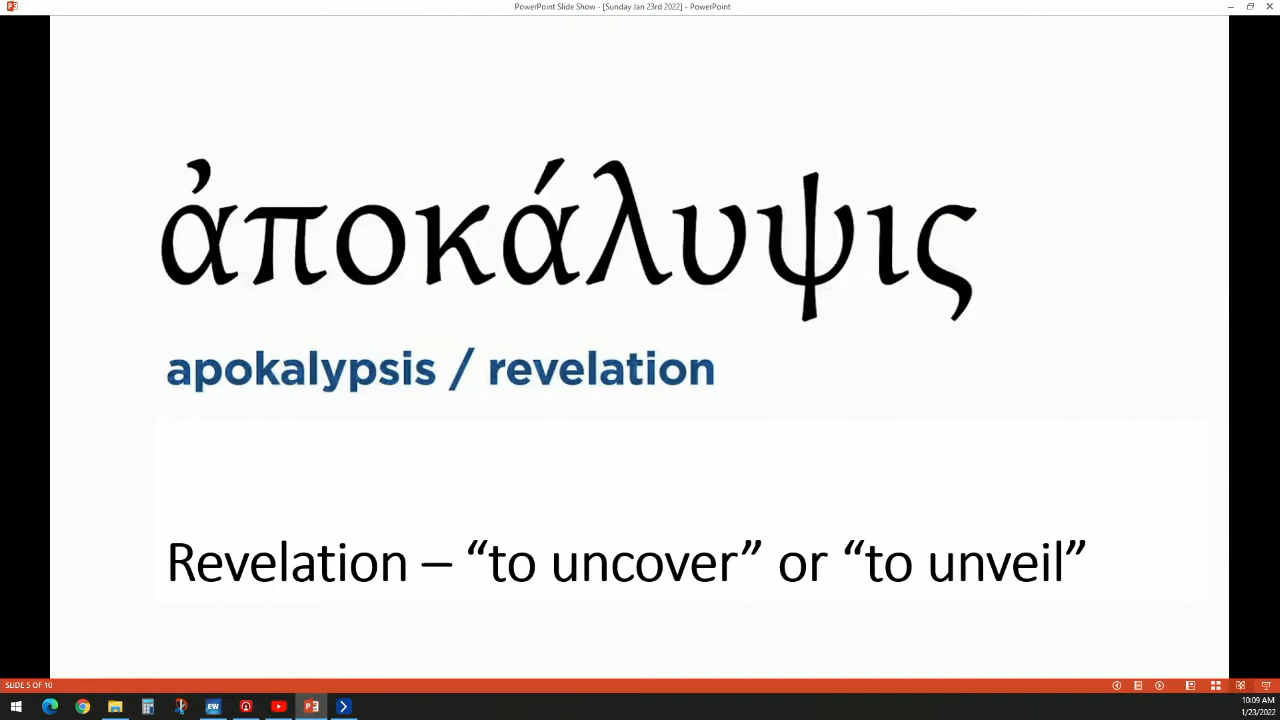 PowerPoint Slide Show - [Sunday Jan 23rd 2022] - PowerPoint
ἀποκάλυψις
apokalypsis / revelation
Revelation – “to uncover” or “to unveil”
SLIDE 5 OF 10
EW
10:09 AM
1/23/2022